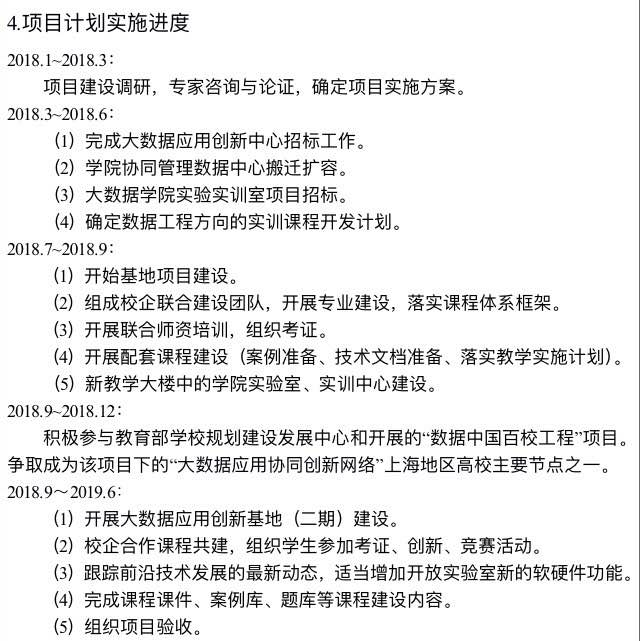 4.项目计划实施进度
2018.1~2018.3：
项目建设调研，专家咨询与论证，确定项目实施方案。
2018.3~2018.6：
（1）完成大数据应用创新中心招标工作。
（2）学院协同管理数据中心搬迁扩容。
（3）大数据学院实验实训室项目招标。
（4）确定数据工程方向的实训课程开发计划。
2018.7~2018.9：
（1）开始基地项目建设。
（2）组成校企联合建设团队，开展专业建设，落实课程体系框架。
（3）开展联合师资培训，组织考证。
（4）开展配套课程建设（案例准备、技术文档准备、落实教学实施计划）。
（5）新教学大楼中的学院实验室、实训中心建设。
2018.9~2018.12：
积极参与教育部学校规划建设发展中心和开展的“数据中国百校工程”项目。
争取成为该项目下的“大数据应用协同创新网络”上海地区高校主要节点之一。
2018.9～2019.6：
（1）开展大数据应用创新基地（二期）建设。
（2）校企合作课程共建，组织学生参加考证、创新、竞赛活动。
（3）跟踪前沿技术发展的最新动态，适当增加开放实验室新的软硬件功能。
（4）完成课程课件、案例库、题库等课程建设内容。
（5）组织项目验收。